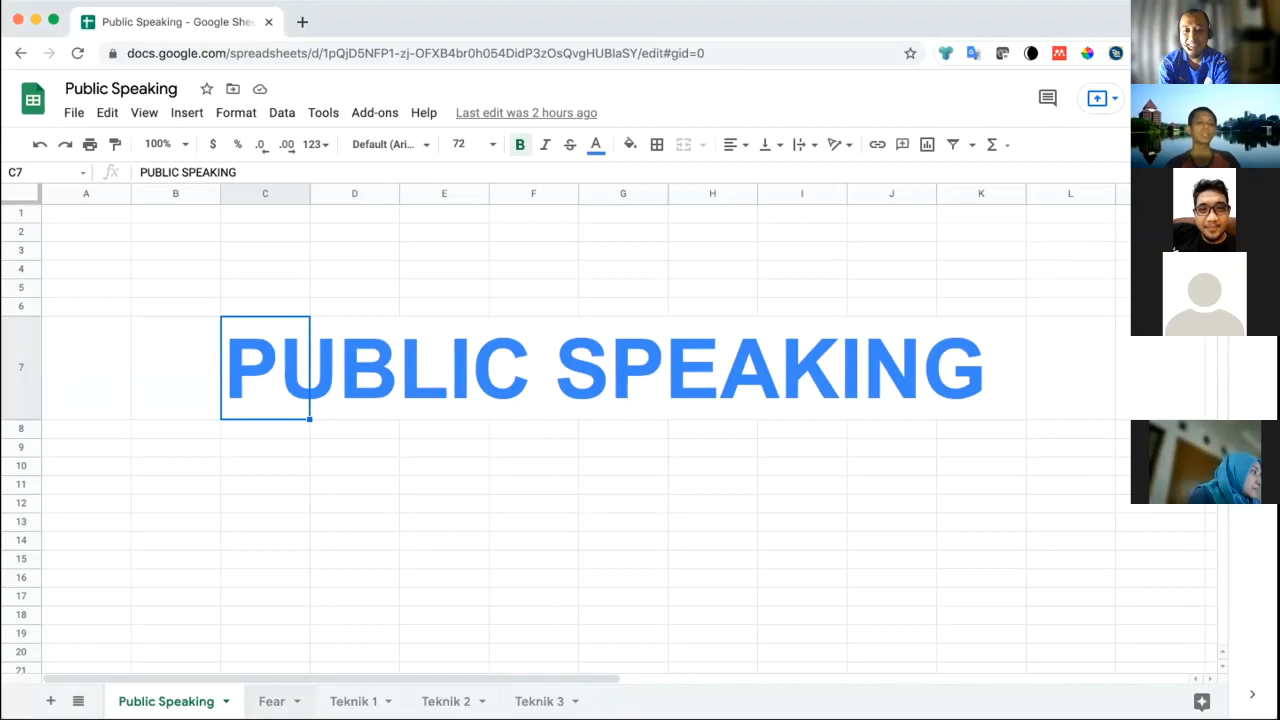 Public Speaking - Google She
docs.google.com/spreadsheets/d/1pQjD5NFP1-zj-OFXB4br0h054DidP3zOsQvgHUBlaSY/edit#gid=0
Public Speaking
File Edit View Insert Format Data Tools Add-ons Help Last edit was 2 hours ago
100% $ % .0 .00 123 Default (Ari... 72 B I S A
C7 fx PUBLIC SPEAKING
A B C D E F G H I J K L
1
2
3
4
5
6
7 PUBLIC SPEAKING
8
9
10
11
12
13
14
15
16
17
18
19
20
21
Public Speaking Fear Teknik 1 Teknik 2 Teknik 3